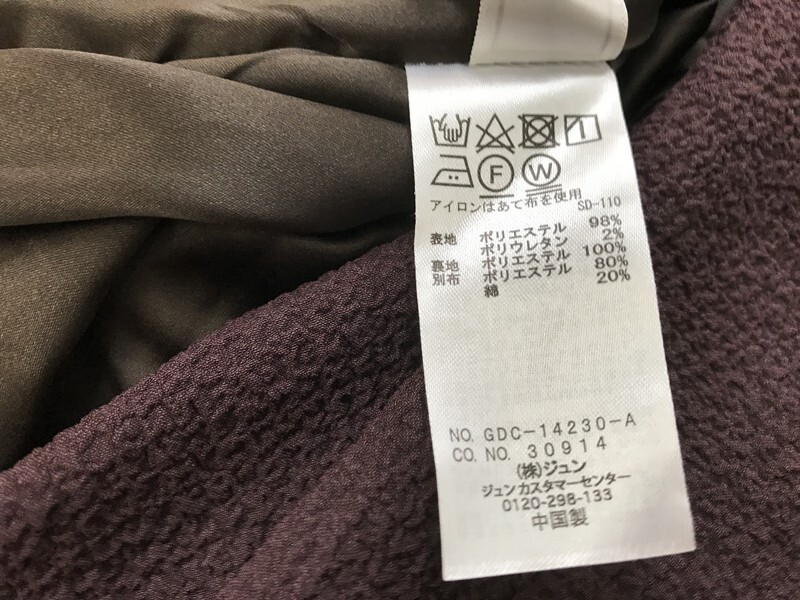 F W
アイロンはあて布を使用 SD-110
表地 ポリエステル 98%
ポリウレタン 2%
裏地 ポリエステル 100%
別布 ポリエステル 80%
綿 20%
NO. GDC-14230-A
CO. NO. 30914
(株)ジュン
ジュンカスタマーセンター
0120-298-133
中国製